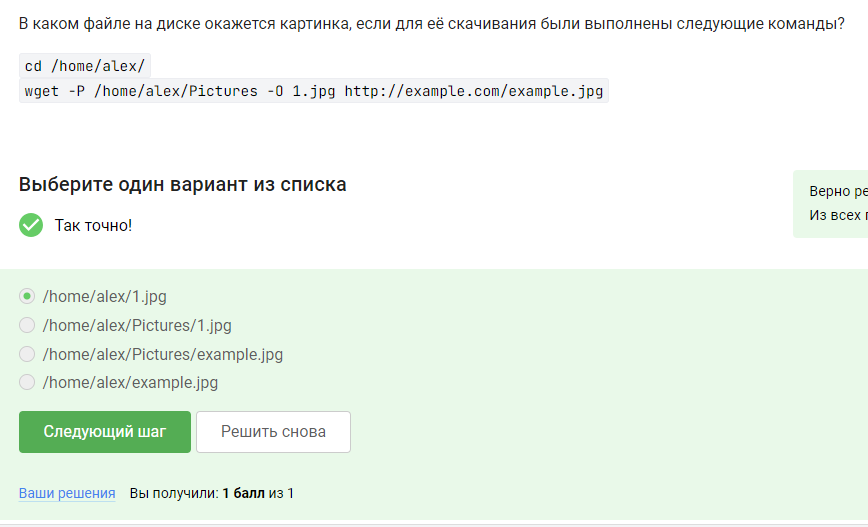 В каком файле на диске окажется картинка, если для её скачивания были выполнены следующие команды?
cd /home/alex/
wget -P /home/alex/Pictures -O 1.jpg http://example.com/example.jpg
Выберите один вариант из списка
Так точно!
Верно
Из всех
/home/alex/1.jpg
/home/alex/Pictures/1.jpg
/home/alex/Pictures/example.jpg
/home/alex/example.jpg
Следующий шаг
Решить снова
Ваши решения Вы получили: 1 балл из 1